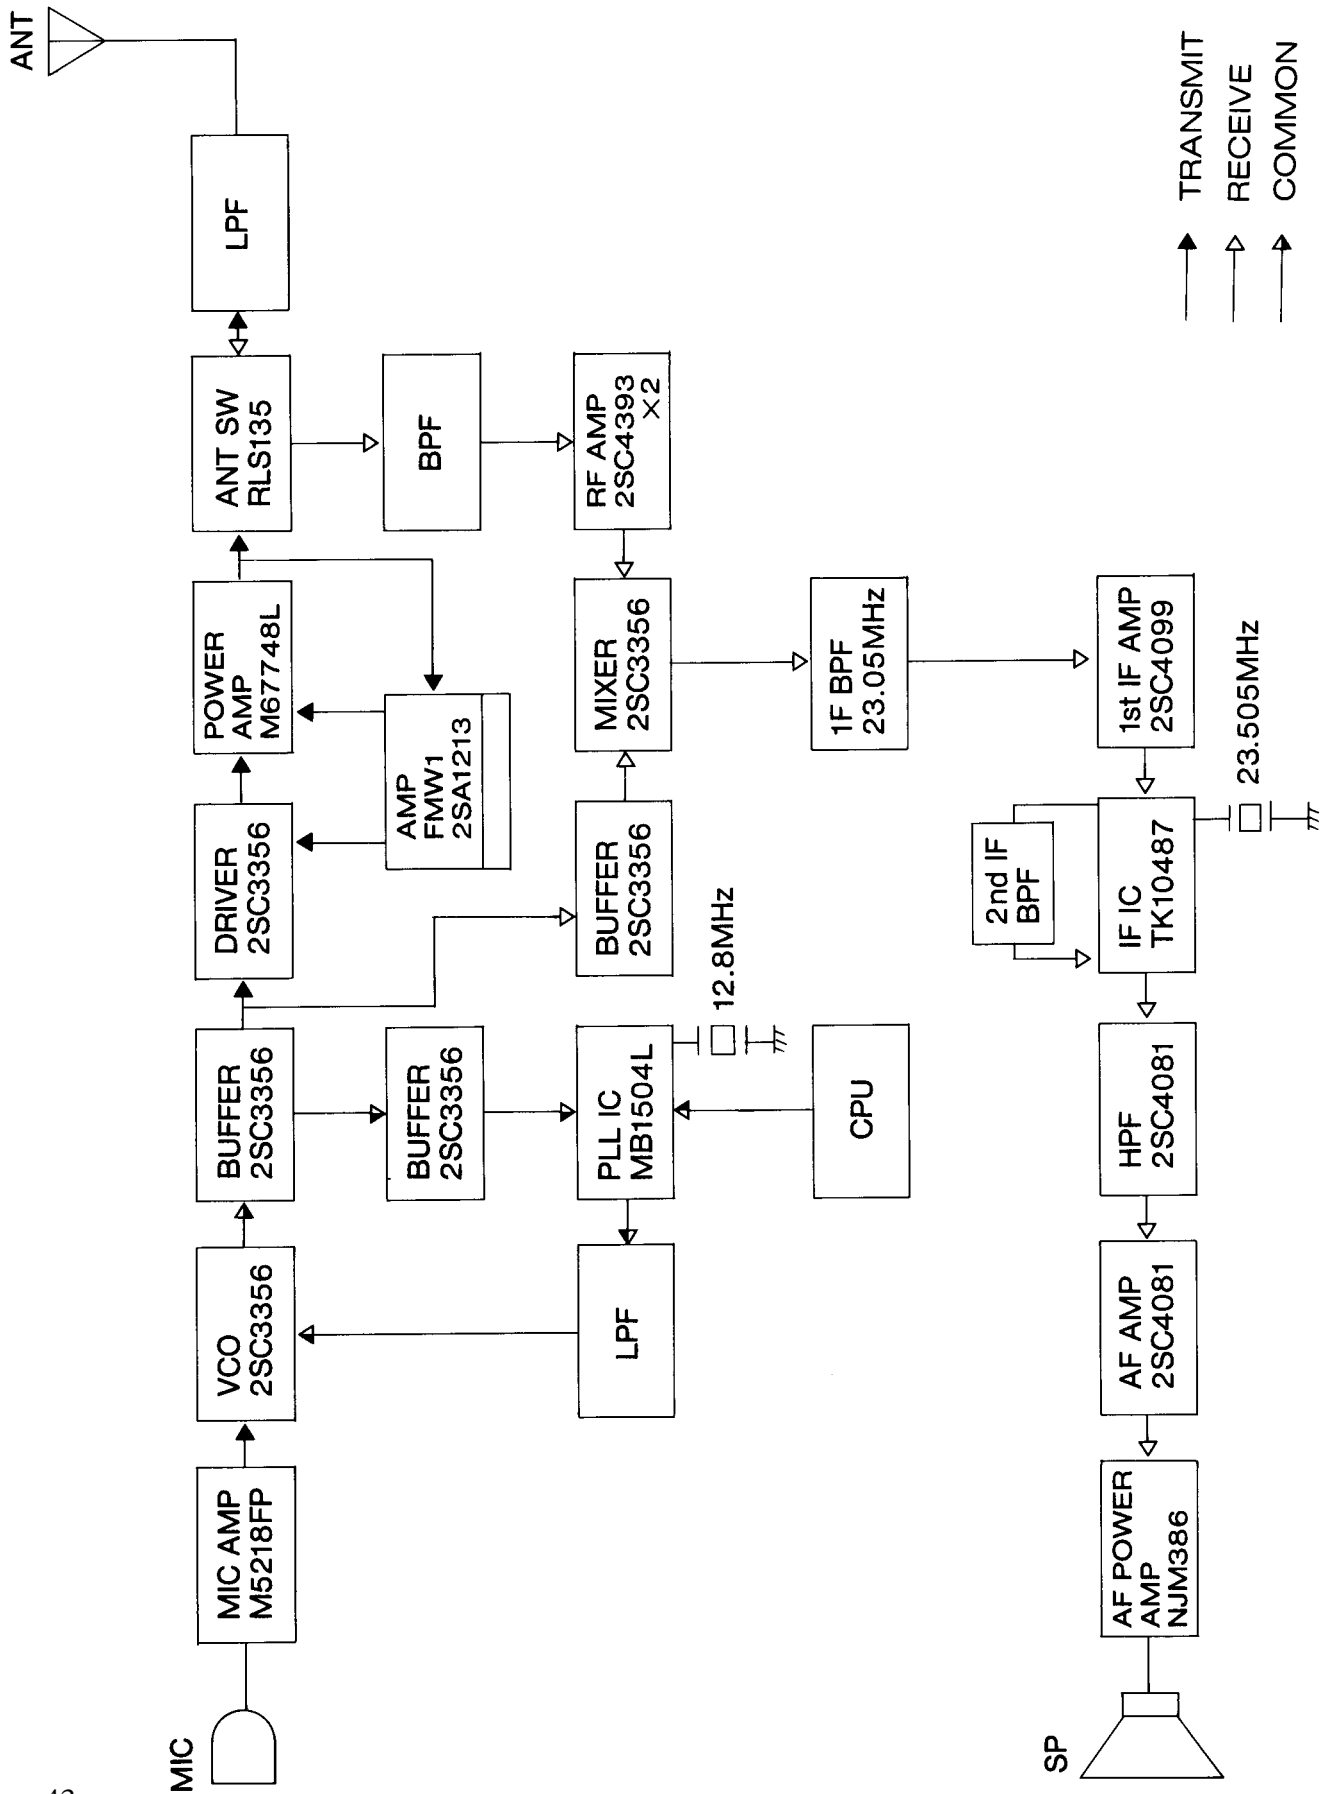 ANT
LPF
ANT SW
RLS135
BPF
RF AMP
2SC4393
×2
POWER
AMP
M67748L
AMP
FMW1
2SA1213
MIXER
2SC3356
1F BPF
23.05MHz
1st IF AMP
2SC4099
DRIVER
2SC3356
BUFFER
2SC3356
2nd IF
BPF
IF IC
TK10487
23.505MHz
BUFFER
2SC3356
BUFFER
2SC3356
PLL IC
MB1504L
12.8MHz
CPU
HPF
2SC4081
VCO
2SC3356
LPF
AF AMP
2SC4081
MIC AMP
M5218FP
AF POWER
AMP
NJM386
MIC
SP
TRANSMIT
RECEIVE
COMMON